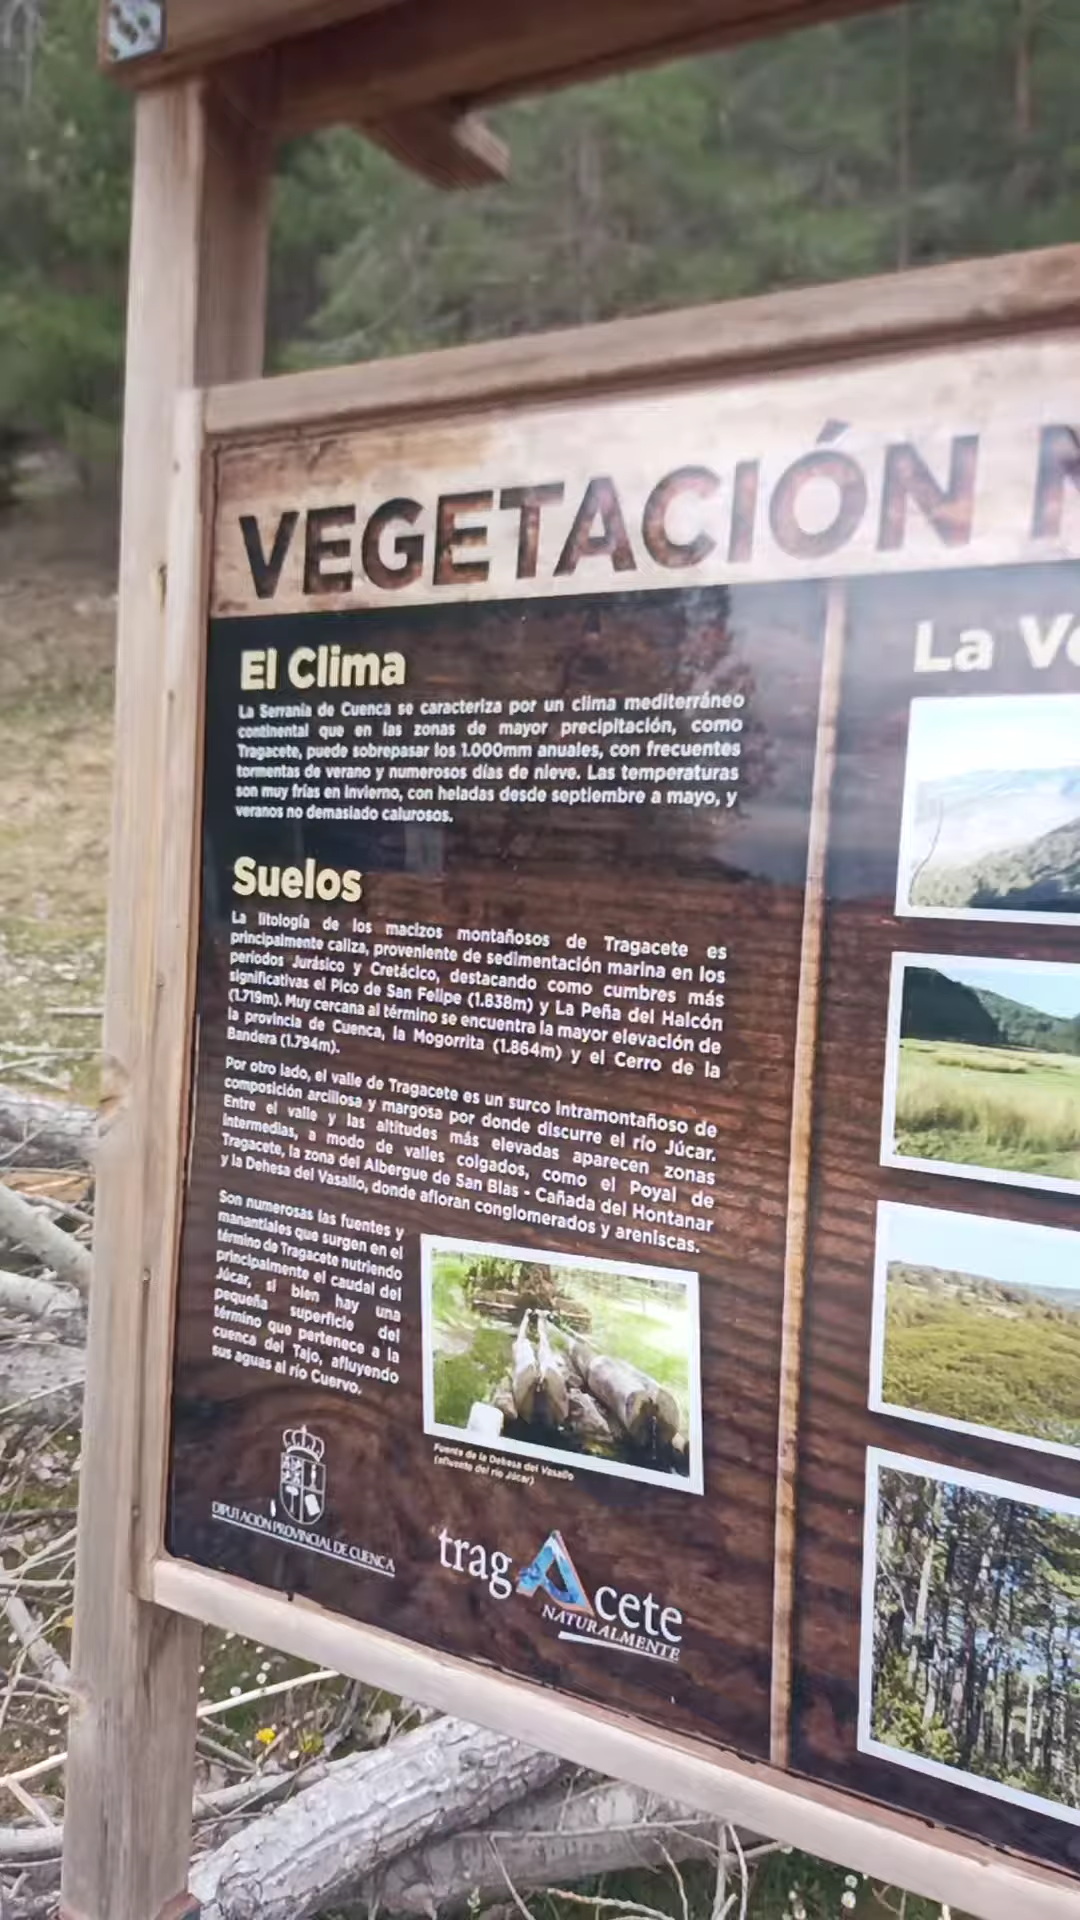 VEGETACIÓN
El Clima
La Serranía de Cuenca se caracteriza por un clima mediterráneo
continental que en las zonas de mayor precipitación, como
Tragacete, puede sobrepasar los 1.000mm anuales, con frecuentes
tormentas de verano y numerosos días de nieve. Las temperaturas
son muy frías en invierno, con heladas desde septiembre a mayo, y
veranos no demasiado calurosos.
Suelos
La litología de los macizos montañosos de Tragacete es
principalmente caliza, proveniente de sedimentación marina en los
períodos Jurásico y Cretácico, destacando como cumbres más
significativas el Pico de San Felipe (1.838m) y La Peña del Halcón
(1.719m). Muy cercana al término se encuentra la mayor elevación de
la provincia de Cuenca, la Mogorrita (1.864m) y el Cerro de la
Bandera (1.794m).
Por otro lado, el valle de Tragacete es un surco intramontañoso de
composición arcillosa y margosa por donde discurre el río Júcar.
Entre el valle y las altitudes más elevadas aparecen zonas
intermedias, a modo de valles colgados, como el Poyal de
Tragacete, la zona del Albergue de San Blas - Cañada del Hontanar
y la Dehesa del Vasallo, donde afloran conglomerados y areniscas.
Son numerosas las fuentes y
manantiales que surgen en el
término de Tragacete nutriendo
principalmente el caudal del
Júcar, si bien hay una
pequeña superficie del
término que pertenece a la
cuenca del Tajo, afluyendo
sus aguas al río Cuervo.
Fuente de la Dehesa del Vasallo
(afluente del río Júcar)
DIPUTACIÓN PROVINCIAL DE CUENCA
tragAcete
NATURALMENTE
La